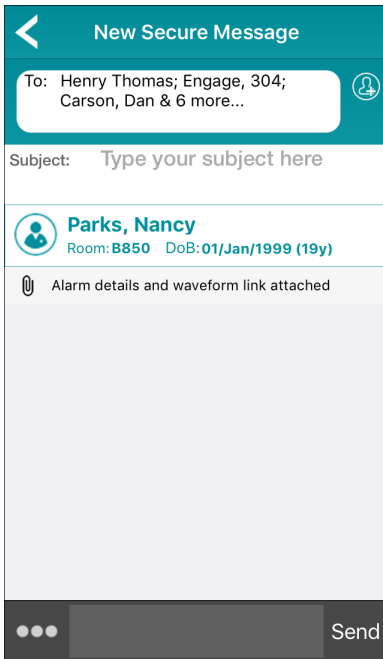 New Secure Message
To: Henry Thomas; Engage, 304;
Carson, Dan & 6 more...
Subject: Type your subject here
Parks, Nancy
Room: B850 DoB: 01/Jan/1999 (19y)
Alarm details and waveform link attached
Send